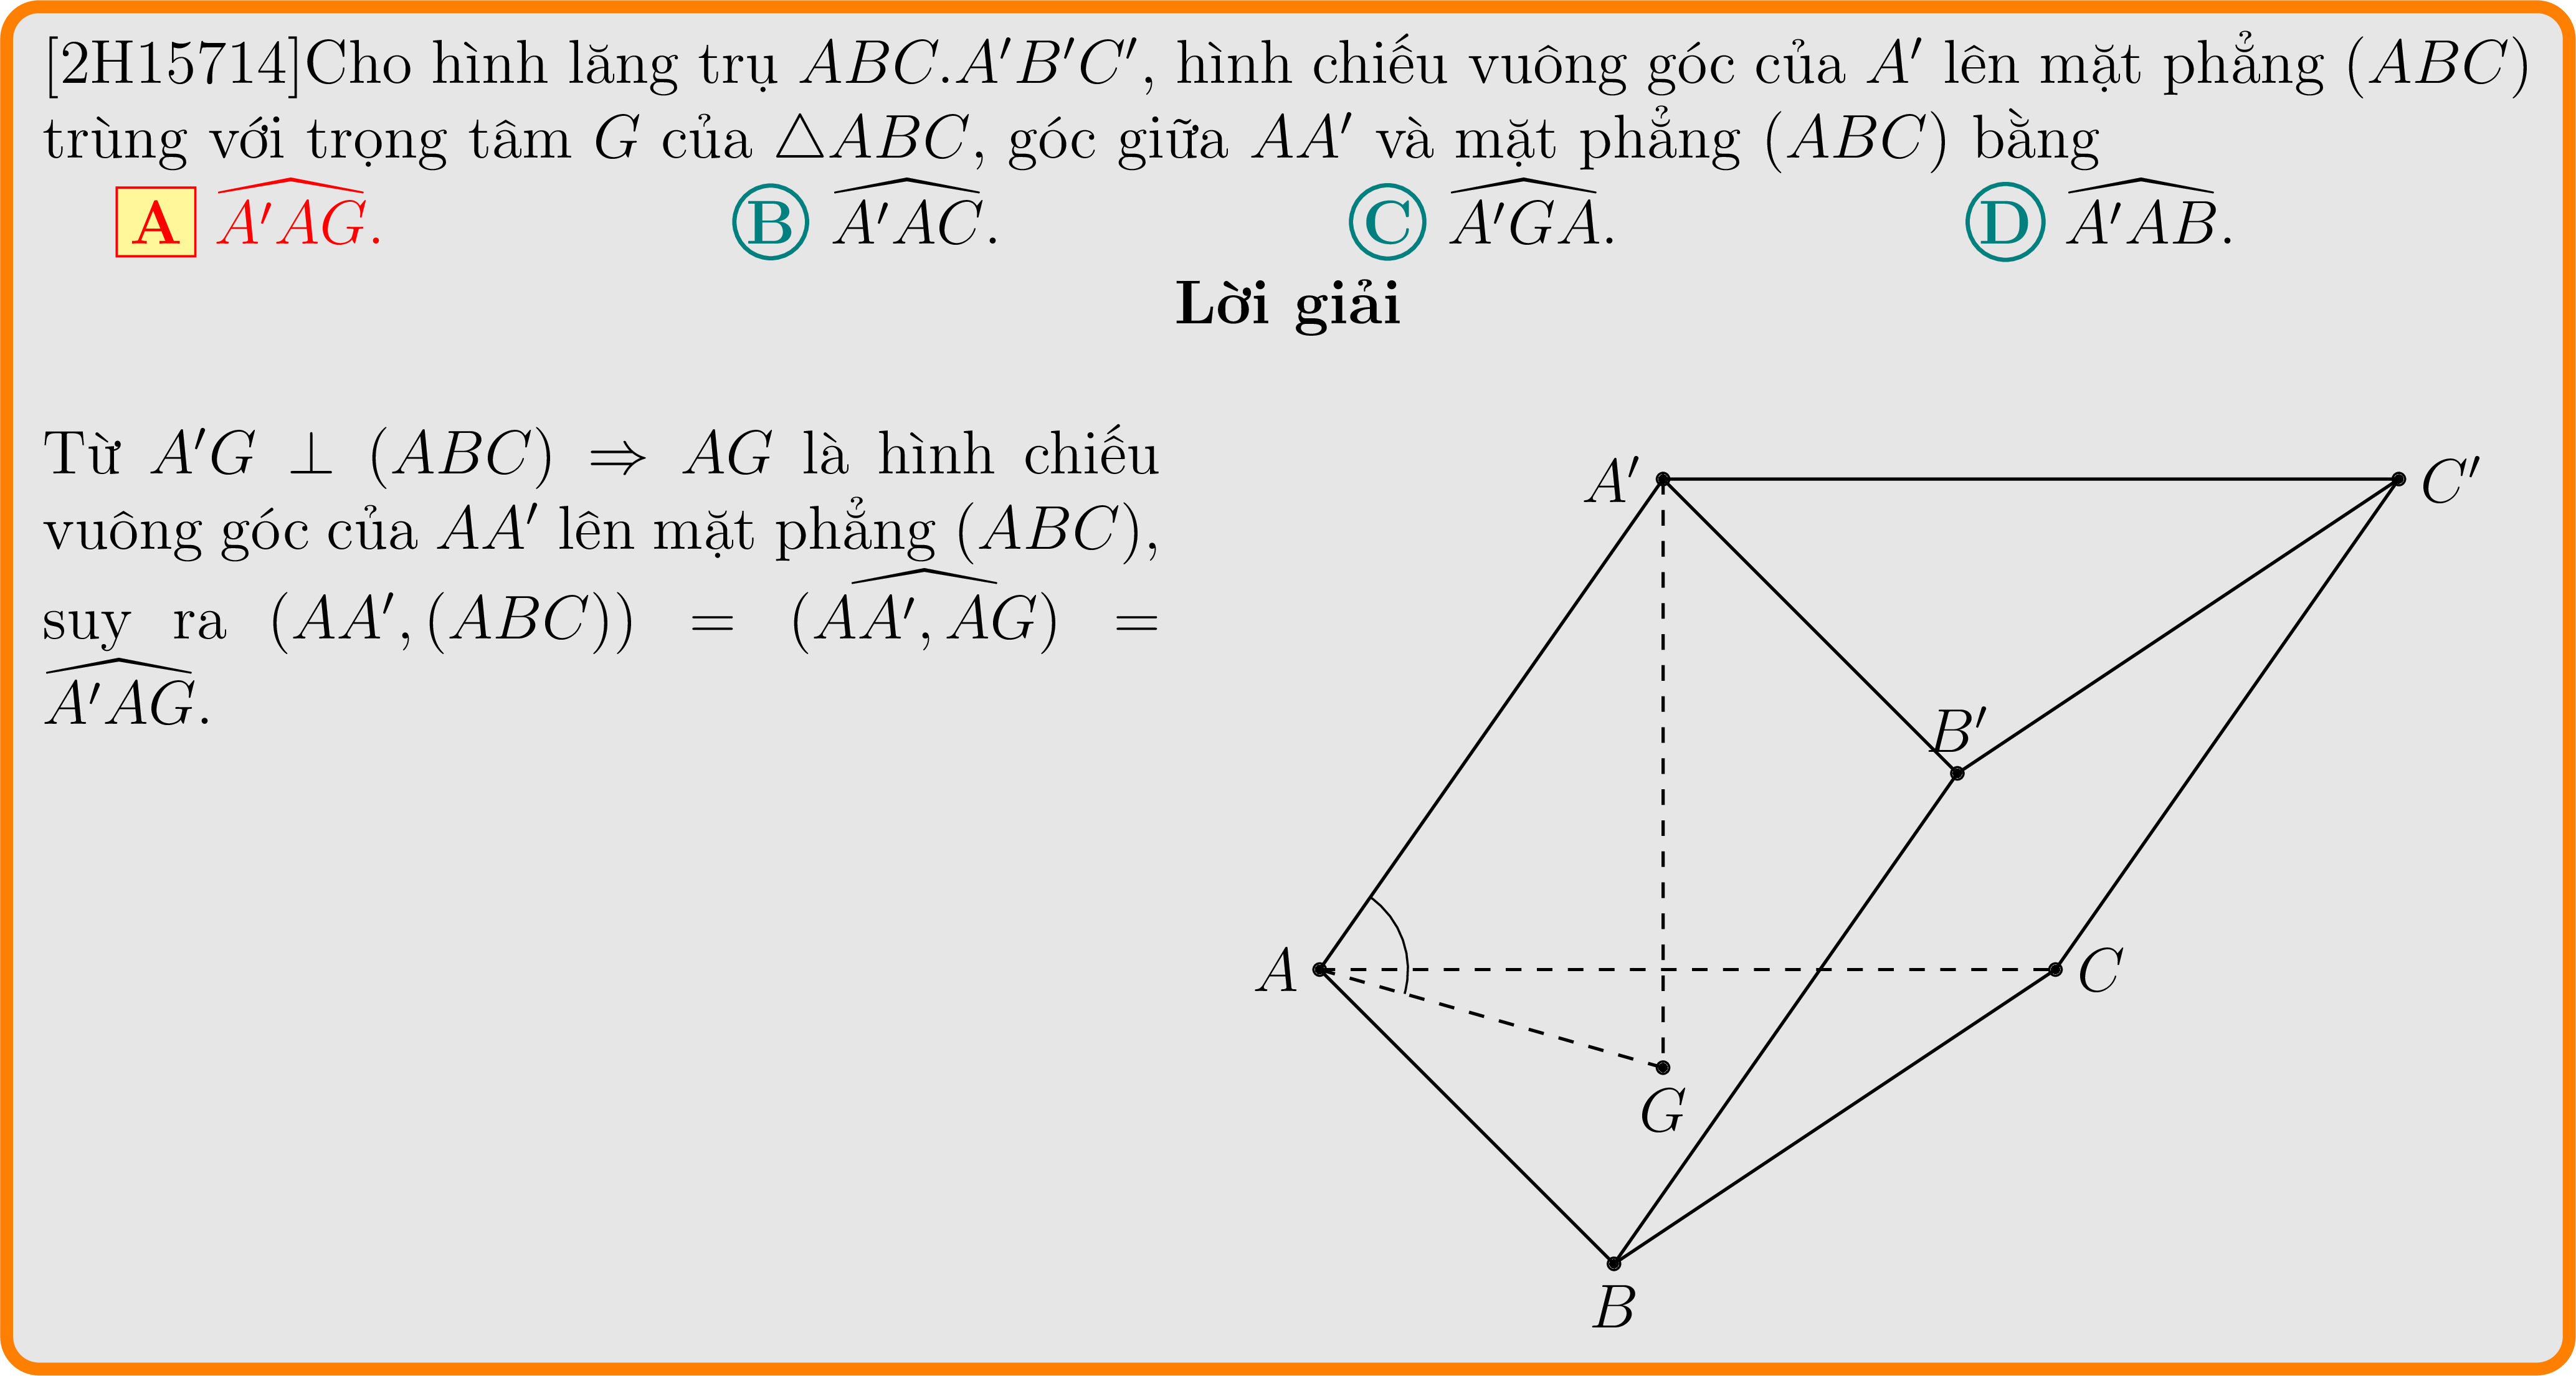 [2H15714]Cho hình lăng trụ ABC.A′B′C′, hình chiếu vuông góc của A′ lên mặt phẳng (ABC)
trùng với trọng tâm G của △ABC, góc giữa AA′ và mặt phẳng (ABC) bằng
A $\widehat{A'AG}$. B $\widehat{A'AC}$. C $\widehat{A'GA}$. D $\widehat{A'AB}$.
Lời giải
Từ A′G ⊥ (ABC) ⇒ AG là hình chiếu
vuông góc của AA′ lên mặt phẳng (ABC),
suy ra (AA′, (ABC)) = $(\widehat{AA', AG})$ =
$\widehat{A'AG}$.
A′
C′
B′
A
C
G
B